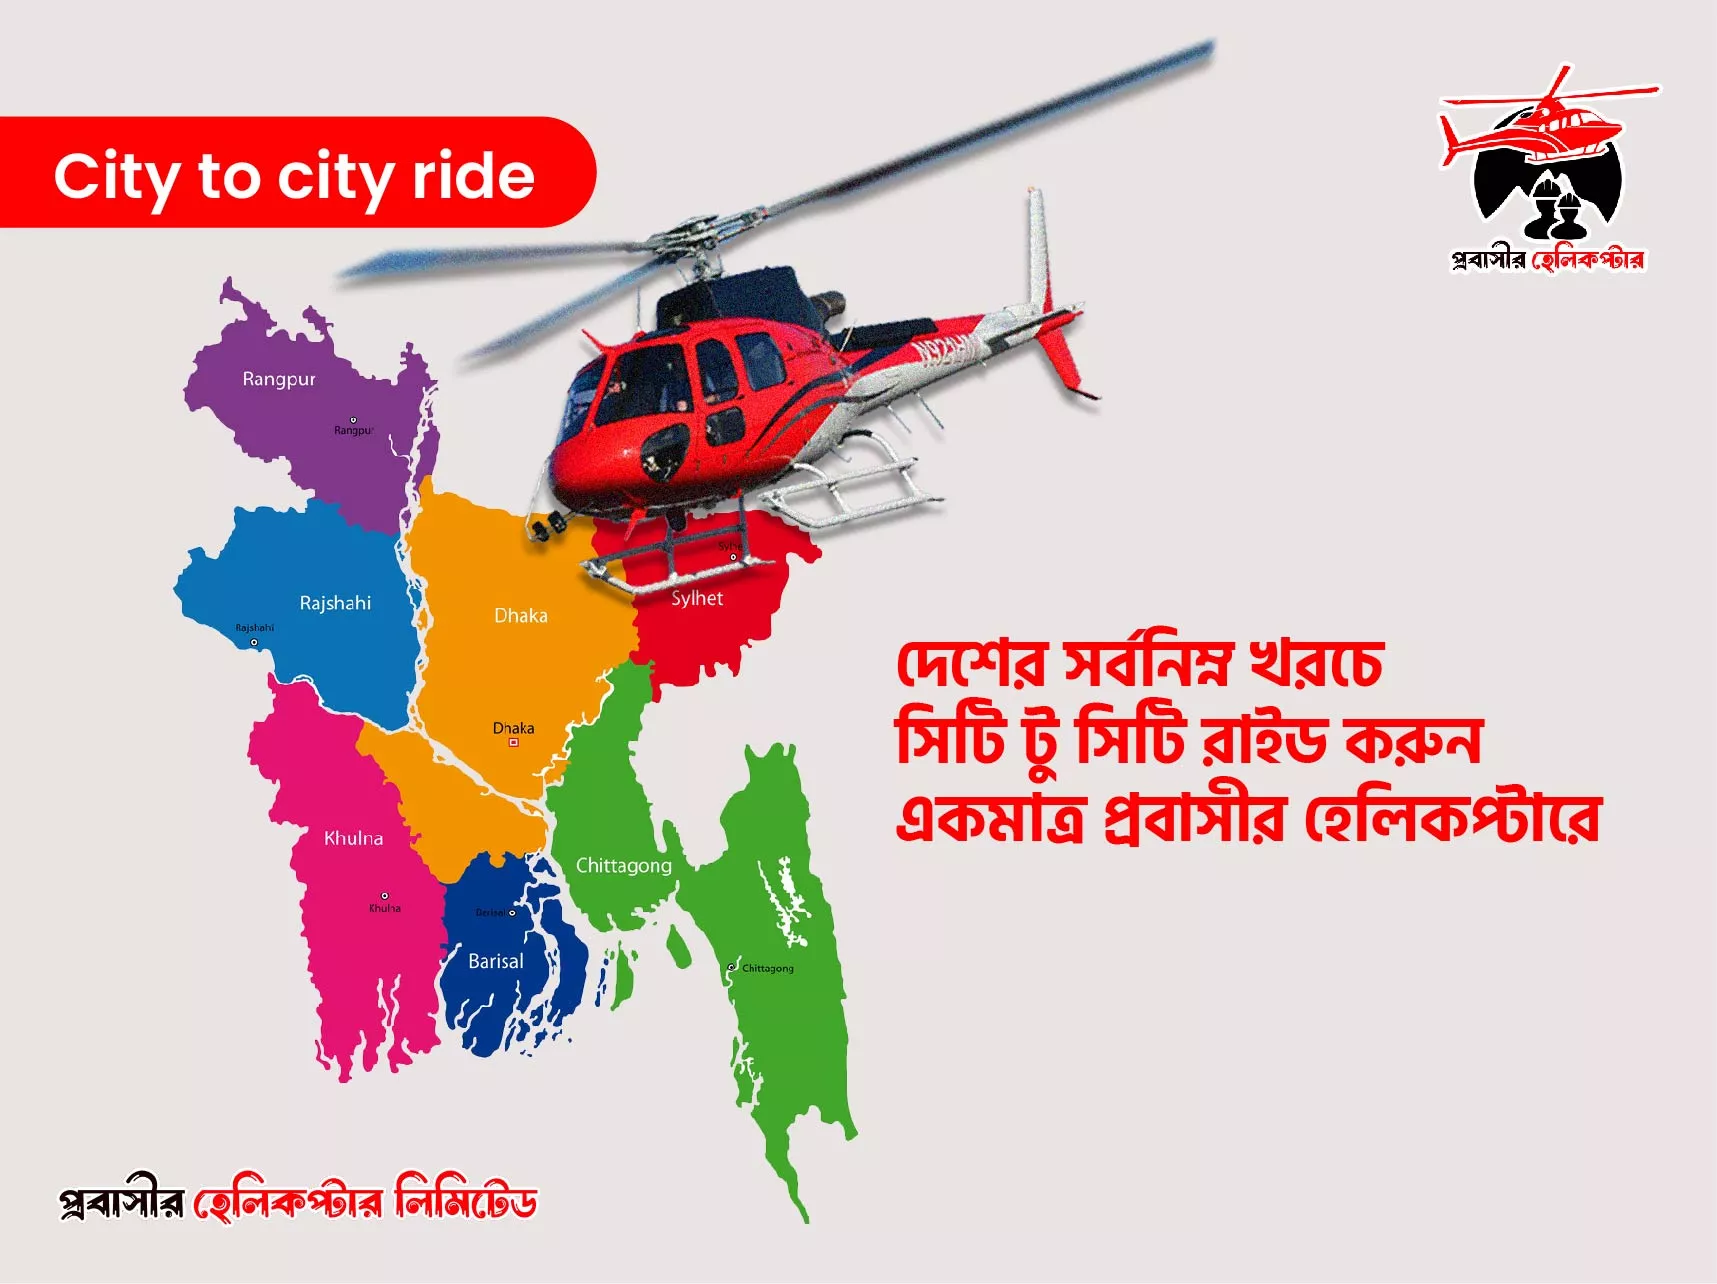 City to city ride
প্রবাসীর হেলিকপ্টার
Rangpur
Rangpur
Rajshahi
Rajshahi
Dhaka
Dhaka
Sylhet
Khulna
Khulna
Barisal
Barisal
Chittagong
Chittagong
দেশের সর্বনিম্ন খরচে
সিটি টু সিটি রাইড করুন
একমাত্র প্রবাসীর হেলিকপ্টারে
প্রবাসীর হেলিকপ্টার লিমিটেড